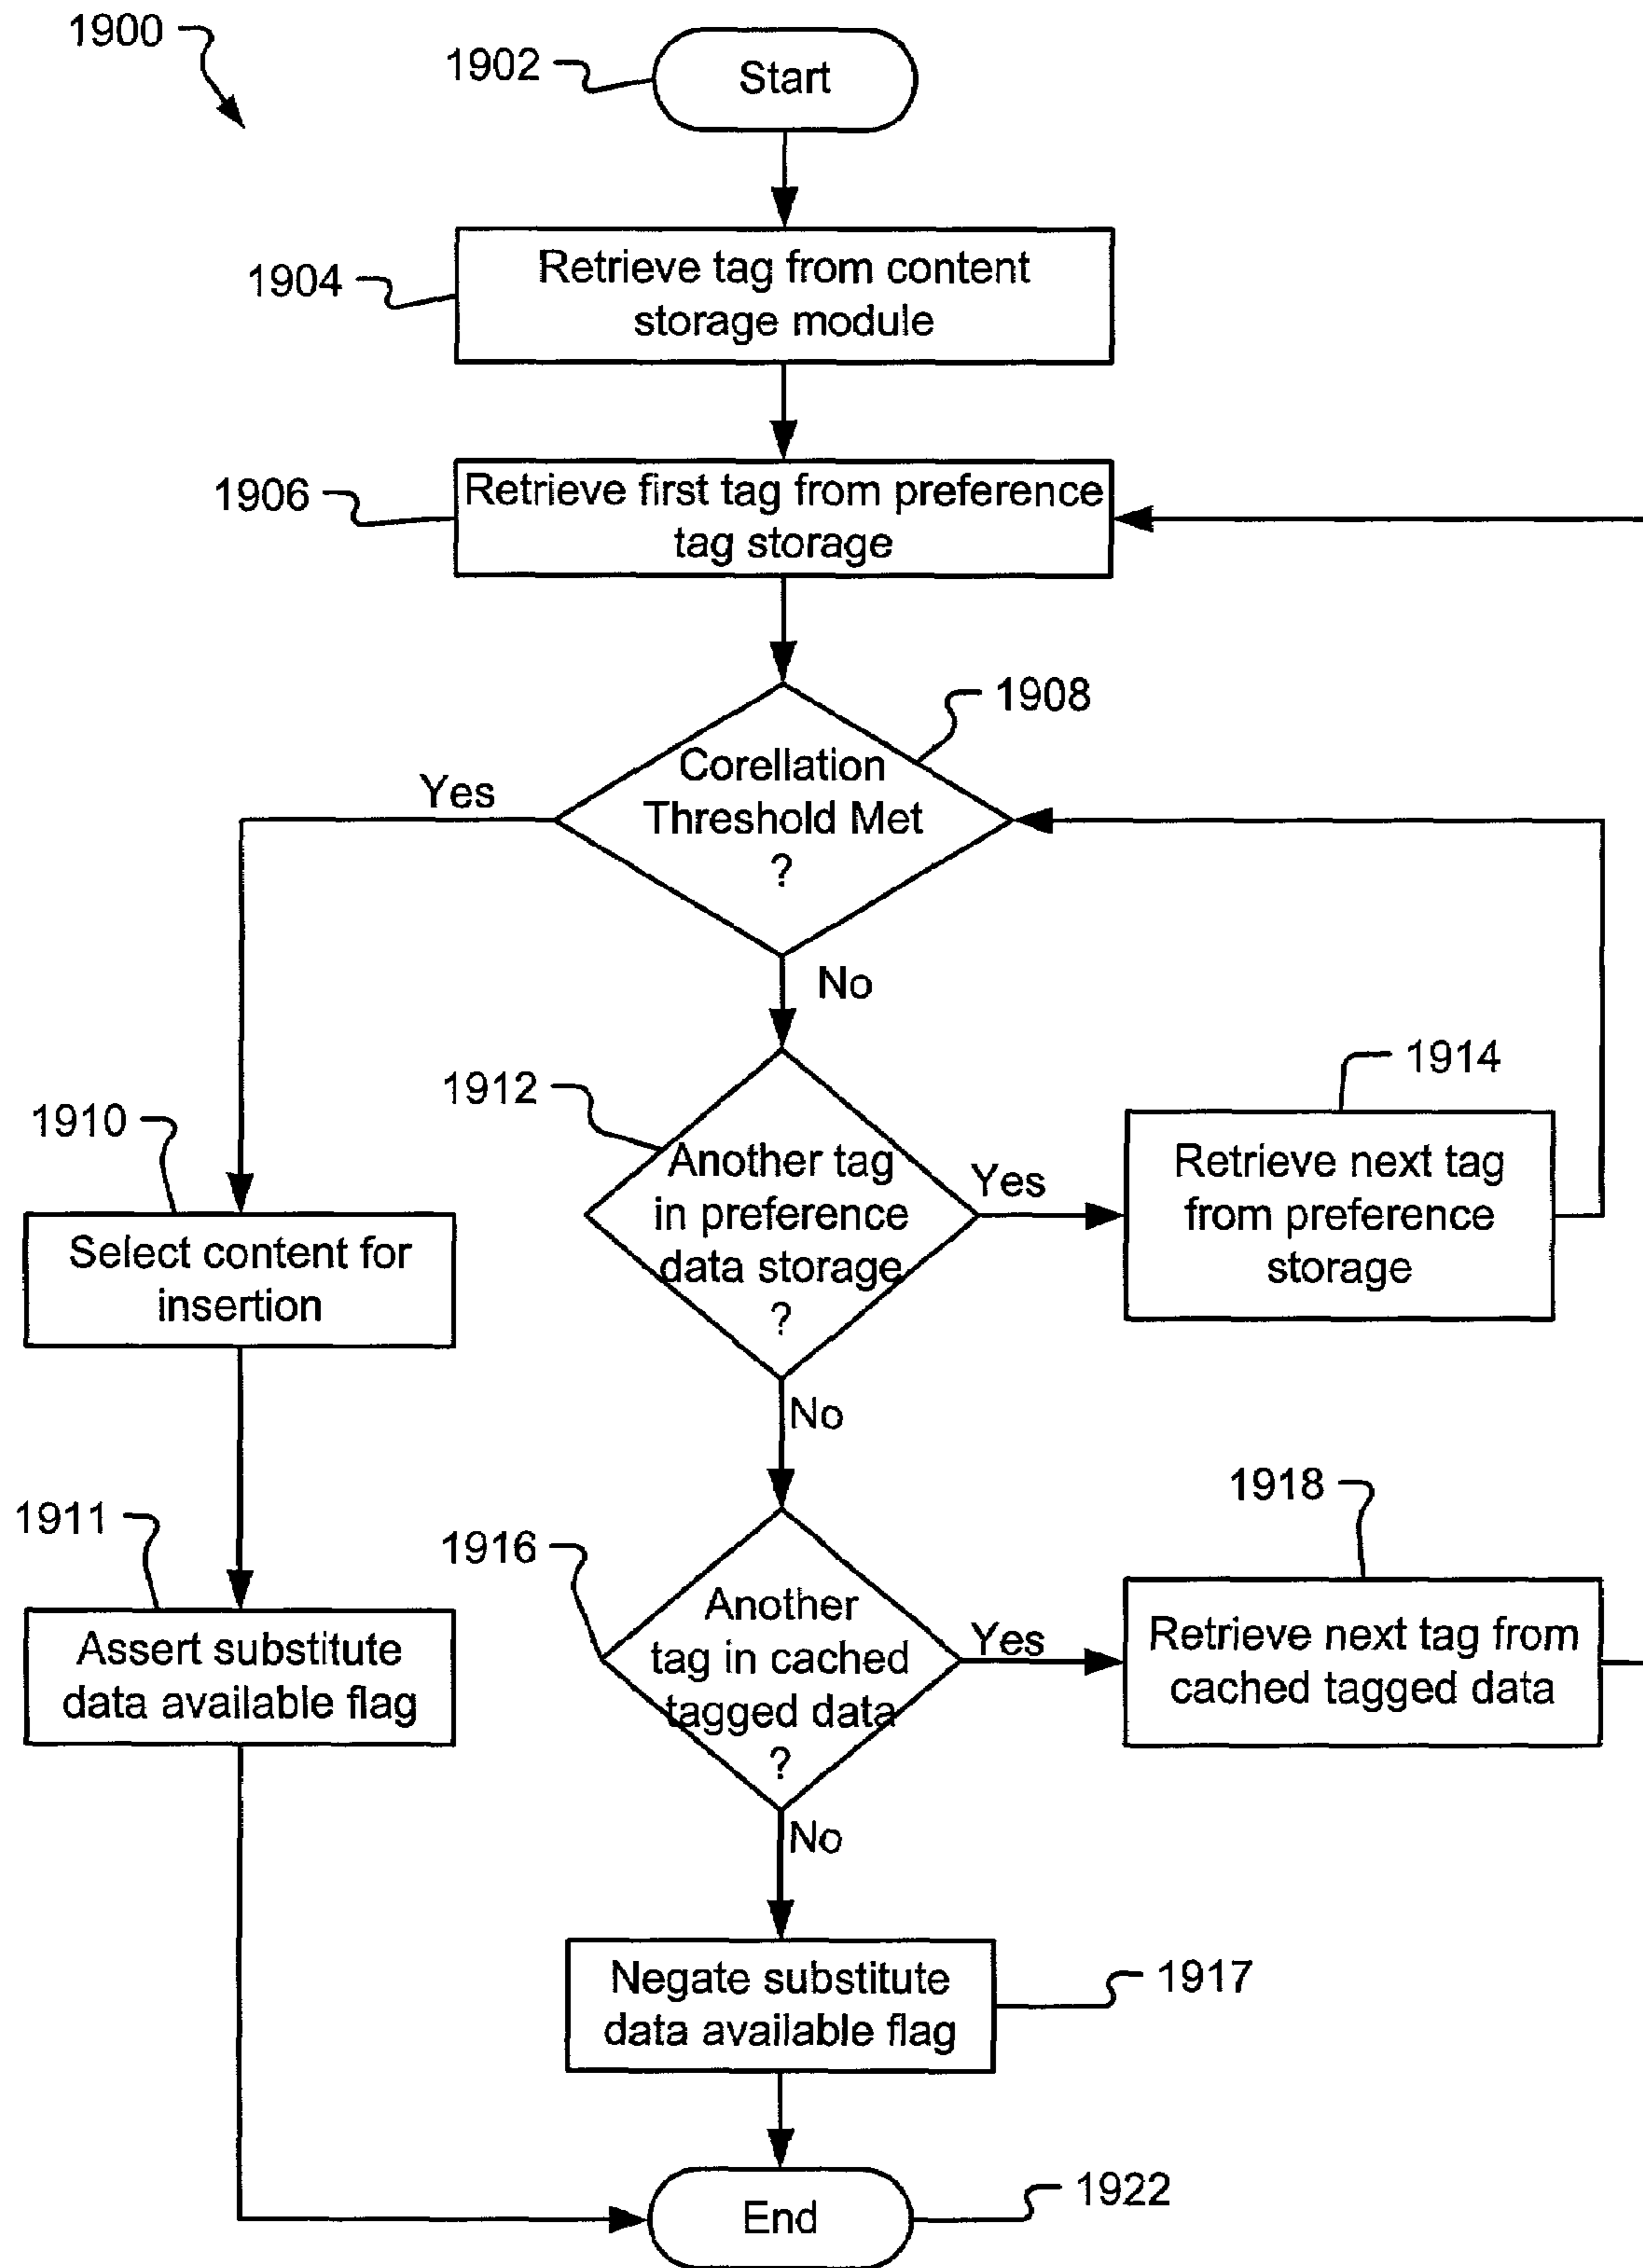 1900
1902
Start
1904
Retrieve tag from content
storage module
1906
Retrieve first tag from preference
tag storage
1908
Corellation
Threshold Met
?
Yes
No
1912
Another tag
in preference
data storage
?
Yes
1914
Retrieve next tag
from preference
storage
1910
Select content for
insertion
No
1911
Assert substitute
data available flag
1916
Another
tag in cached
tagged data
?
Yes
1918
Retrieve next tag from
cached tagged data
No
Negate substitute
data available flag
1917
End
1922